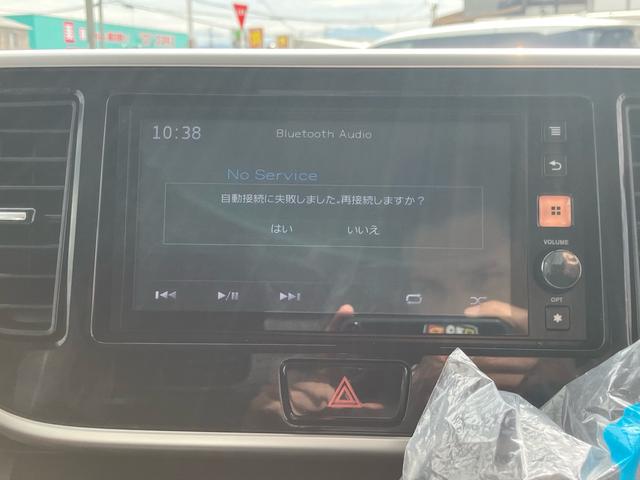 10:38
Bluetooth Audio
No Service
自動接続に失敗しました。再接続しますか？
はい
いいえ
VOLUME
OPT